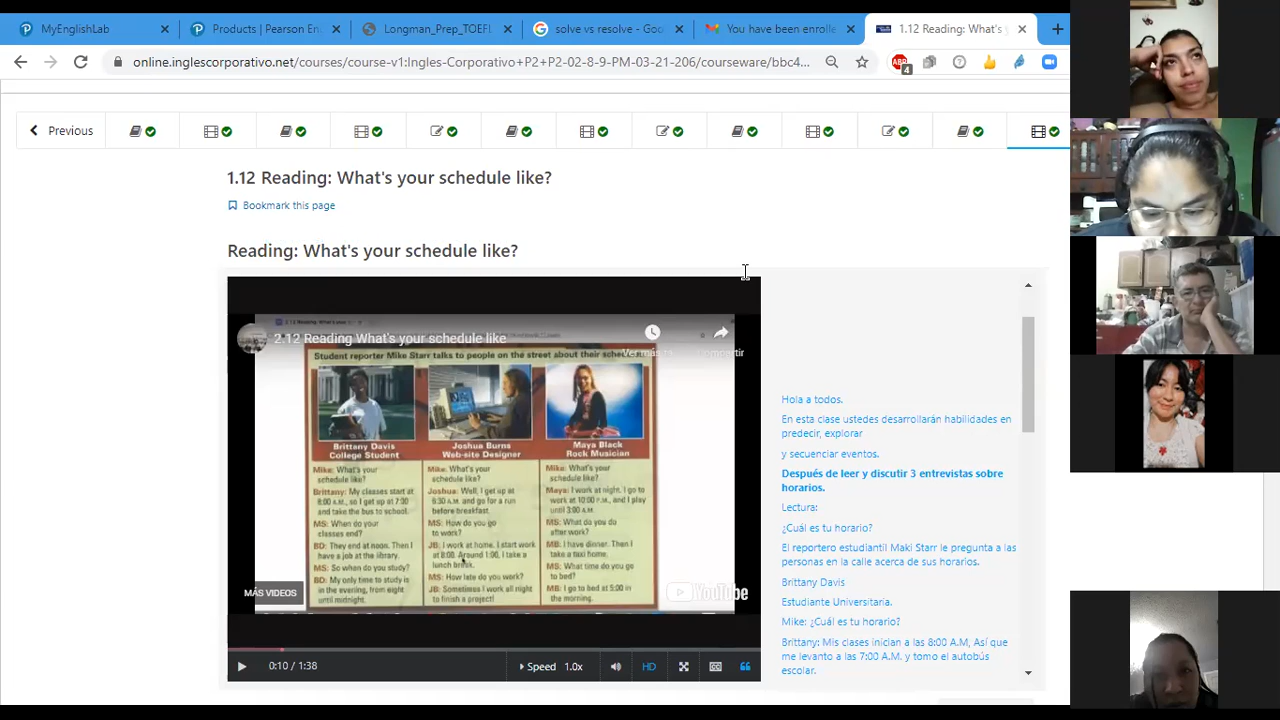 MyEnglishLab
Products | Pearson En
Longman_Prep_TOEFL
solve vs resolve - Goo
You have been enrolle
1.12 Reading: What's y
online.inglescorporativo.net/courses/course-v1:Ingles-Corporativo+P2+P2-02-8-9-PM-03-21-206/courseware/bbc4...
ABP
4
Previous
1.12 Reading: What's your schedule like?
Bookmark this page
Reading: What's your schedule like?
2.12 Reading What's your schedule like
Ver más
Student reporter Mike Starr talks to people on the street about their
Brittany Davis
College Student
Joshua Burns
Web-site Designer
Maya Black
Rock Musician
Mike: What's your
schedule like?
Brittany: My classes start at
8:00 A.M., so I get up at 7:00
and take the bus to school.
MS: When do your
classes end?
BD: They end at noon. Then I
have a job at the library.
MS: So when do you study?
BD: My only time to study is
in the evening, from eight
until midnight.
Mike: What's your
schedule like?
Joshua: Well, I get up at
6:30 A.M. and go for a run
before breakfast.
MS: How do you go
to work?
JB: I work at home. I start work
at 8:00. Around 1:00, I take a
lunch break.
MS: How late do you work?
JB: Sometimes I work all night
to finish a project!
Mike: What's your
schedule like?
Maya: I work at night. I go to
work at 10:00 P.M., and I play
until 3:00 A.M.
MS: What do you do
after work?
MB: I have dinner. Then I
take a taxi home.
MS: What time do you go
to bed?
MB: I go to bed at 5:00 in
the morning.
MÁS VIDEOS
YouTube
0:10 / 1:38
Speed 1.0x
HD
Hola a todos.
En esta clase ustedes desarrollarán habilidades en
predecir, explorar
y secuenciar eventos.
Después de leer y discutir 3 entrevistas sobre
horarios.
Lectura:
¿Cuál es tu horario?
El reportero estudiantil Maki Starr le pregunta a las
personas en la calle acerca de sus horarios.
Brittany Davis
Estudiante Universitaria.
Mike: ¿Cuál es tu horario?
Brittany: Mis clases inician a las 8:00 A.M, Así que
me levanto a las 7:00 A.M. y tomo el autobús
escolar.